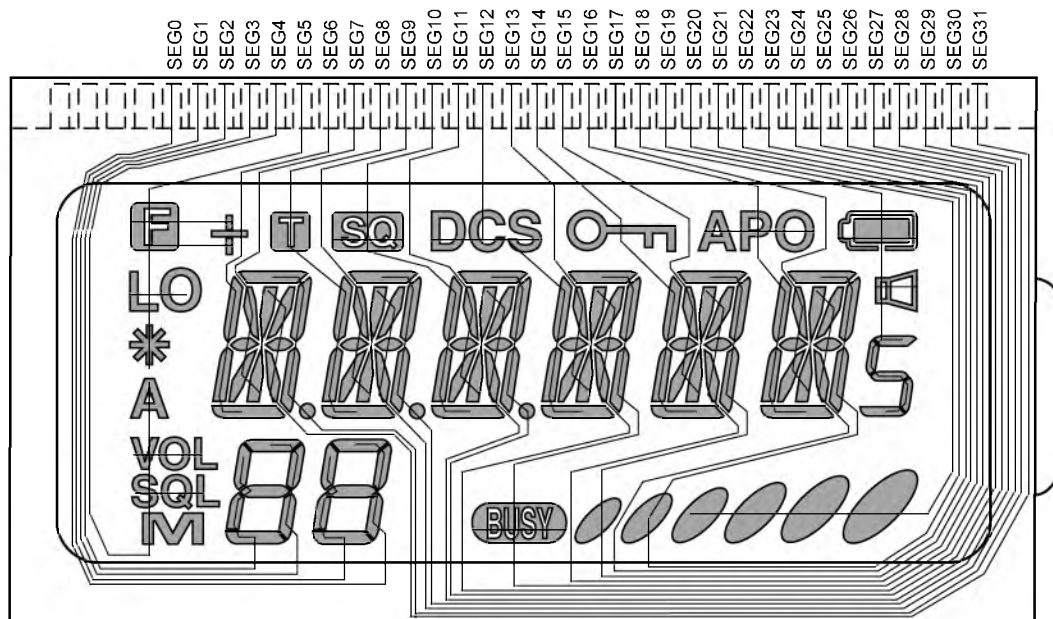 SEG0 SEG1 SEG2 SEG3 SEG4 SEG5 SEG6 SEG7 SEG8 SEG9 SEG10 SEG11 SEG12 SEG13 SEG14 SEG15 SEG16 SEG17 SEG18 SEG19 SEG20 SEG21 SEG22 SEG23 SEG24 SEG25 SEG26 SEG27 SEG28 SEG29 SEG30 SEG31
F + T SQ DCS APO
LO
*
A
VOL
SQL
M
BUSY